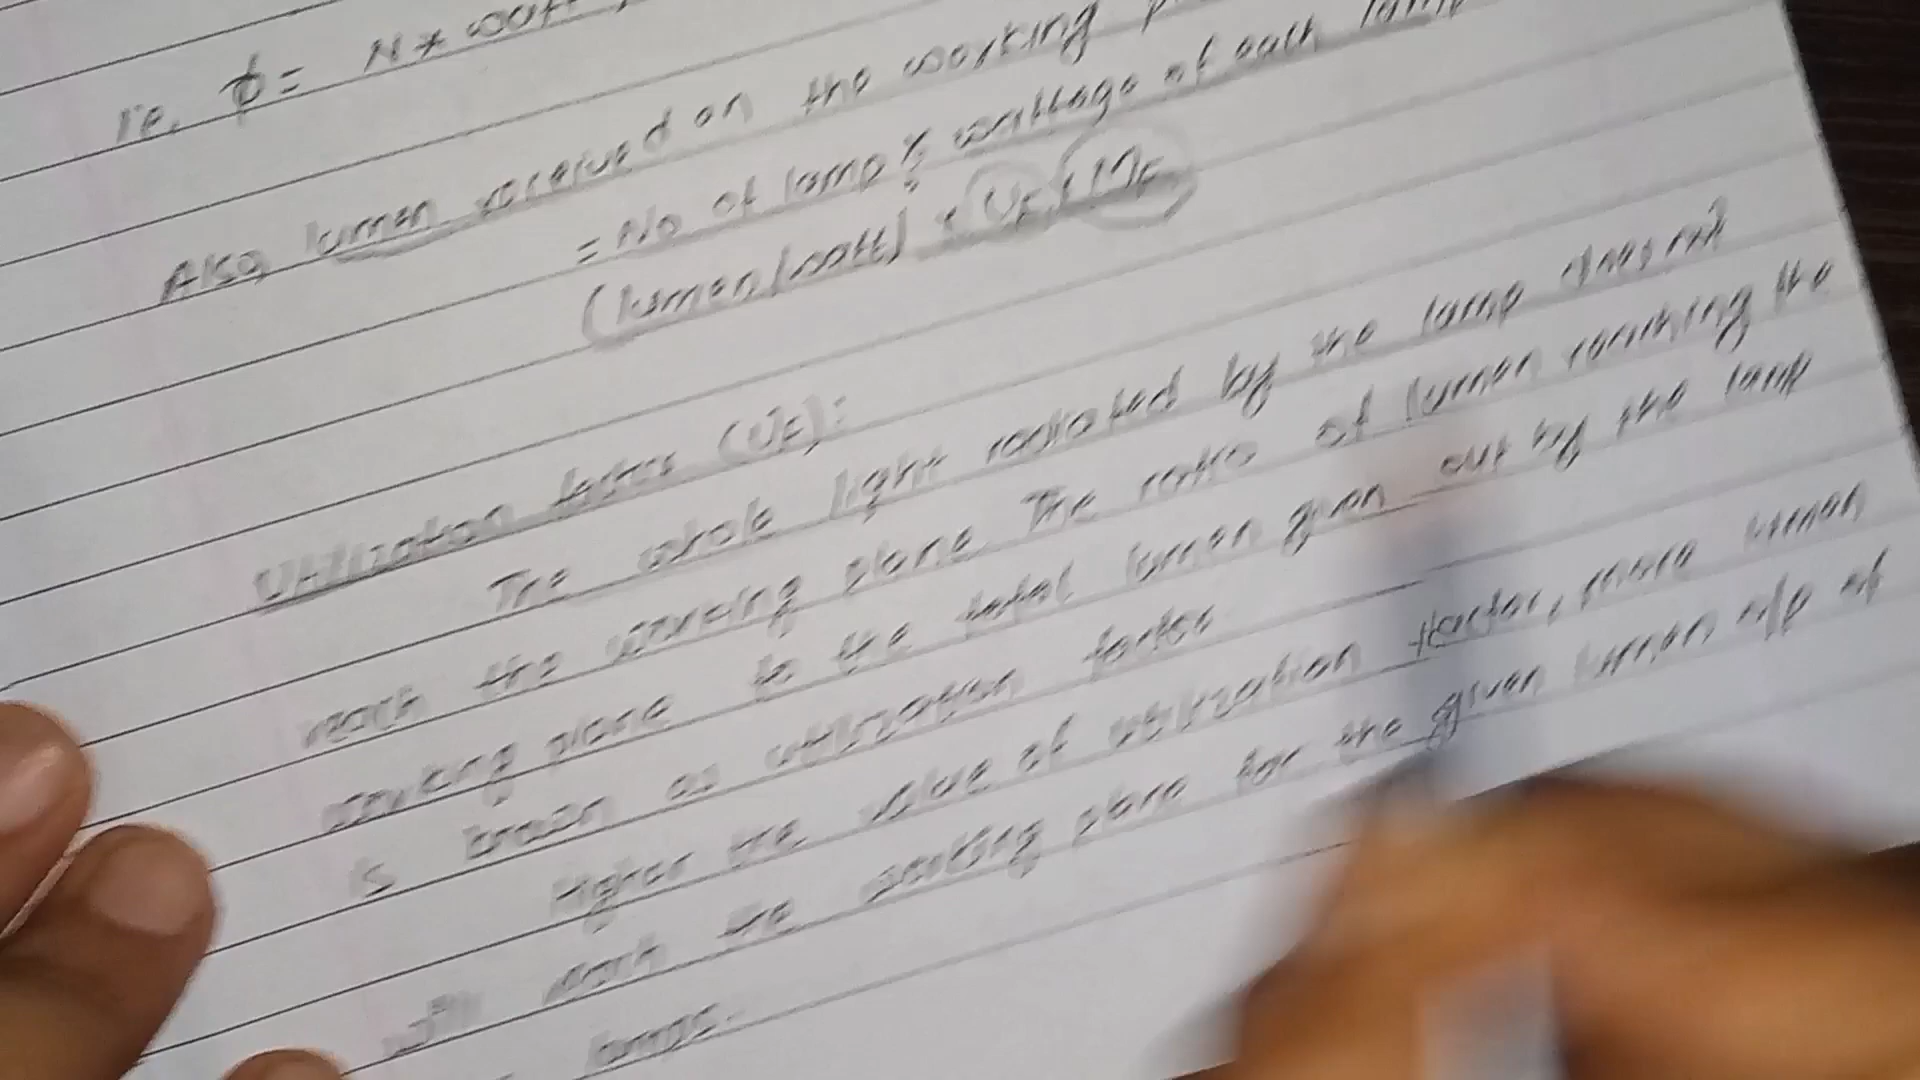 i.e. ϕ = N * watt
Also, lumen received on the working
= No of lamp * wattage of each lamp
(lumen/watt) * UF * MF
Utilization factor (UF):
The whole light radiated by the lamp does not
reach the working plane. The ratio of lumen reaching the
working plane to the total lumen given out by the lamp
is known as utilization factor
Higher the value of utilization factor, more lumen
will reach the working plane for the given lumen o/p of
lamps.